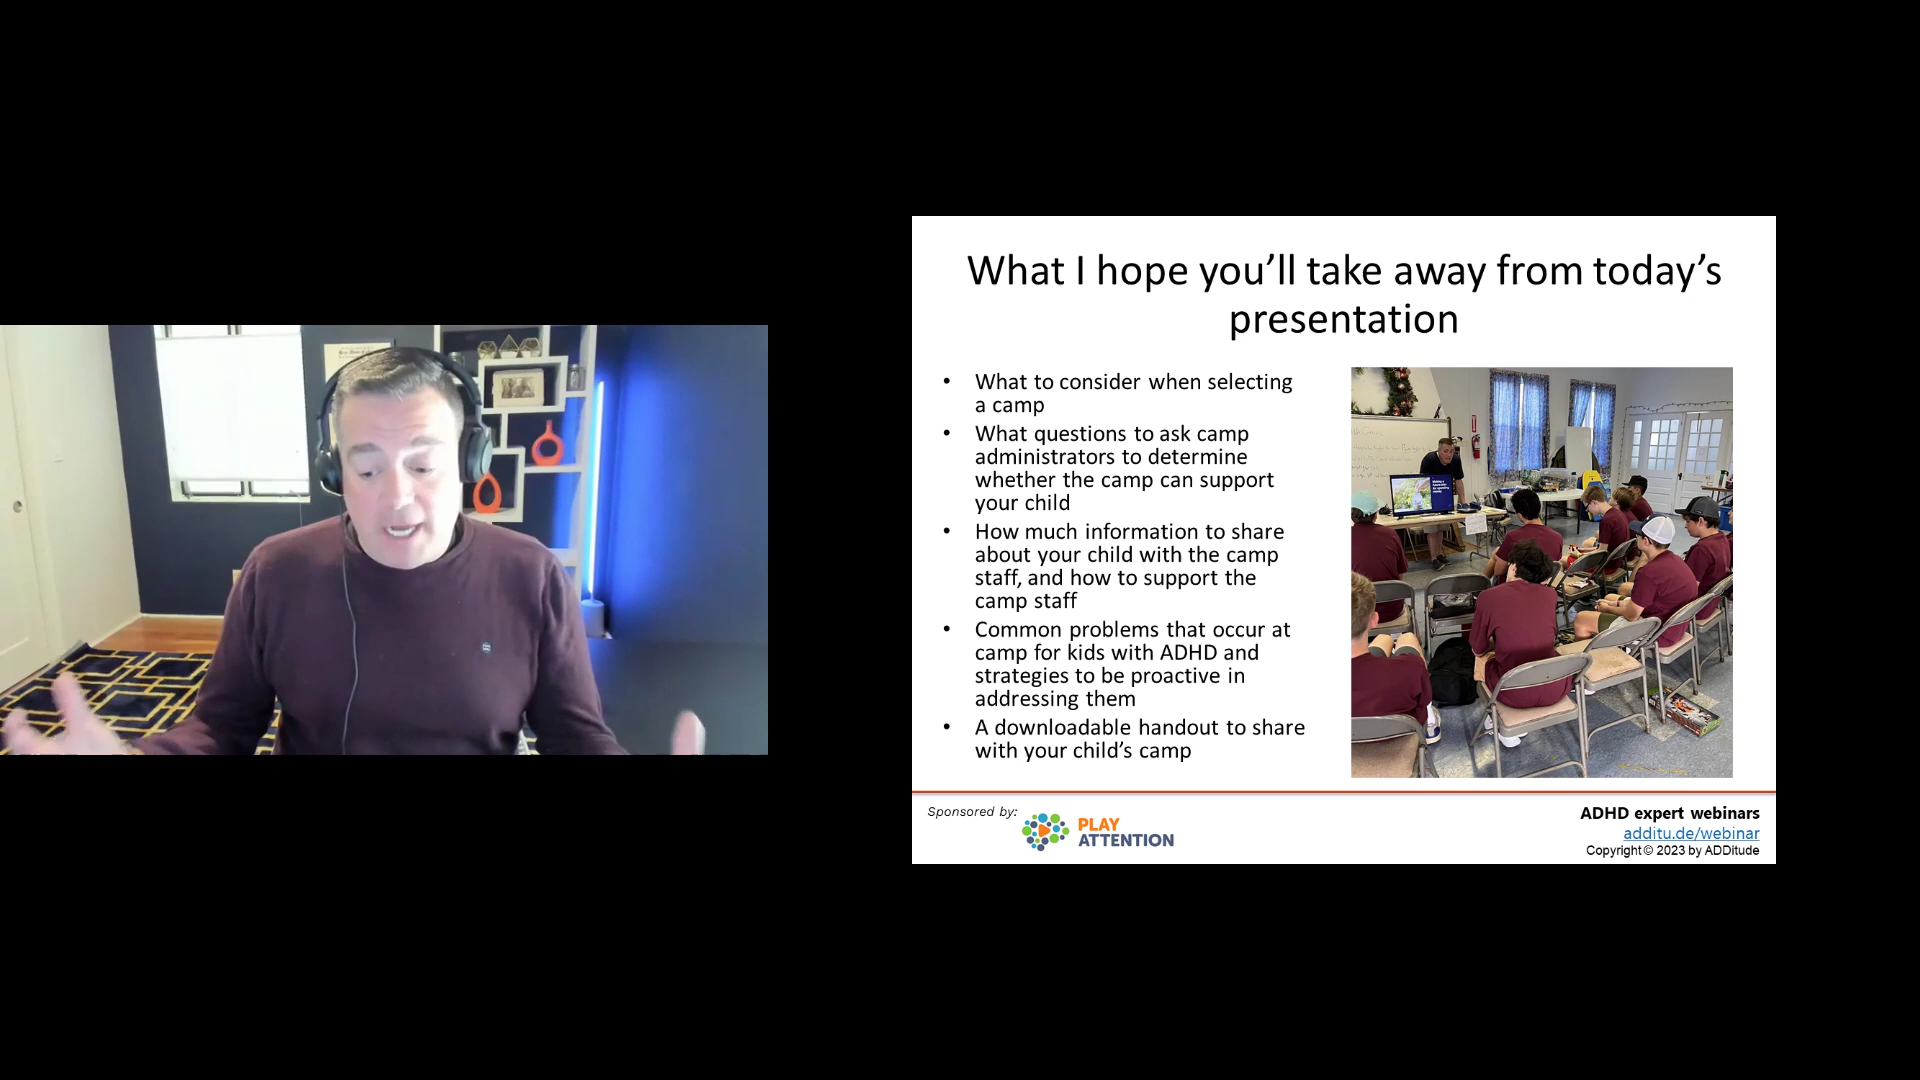 What I hope you’ll take away from today’s
presentation
• What to consider when selecting
a camp
• What questions to ask camp
administrators to determine
whether the camp can support
your child
• How much information to share
about your child with the camp
staff, and how to support the
camp staff
• Common problems that occur at
camp for kids with ADHD and
strategies to be proactive in
addressing them
• A downloadable handout to share
with your child’s camp
Sponsored by:
PLAY
ATTENTION
ADHD expert webinars
additu.de/webinar
Copyright © 2023 by ADDitude